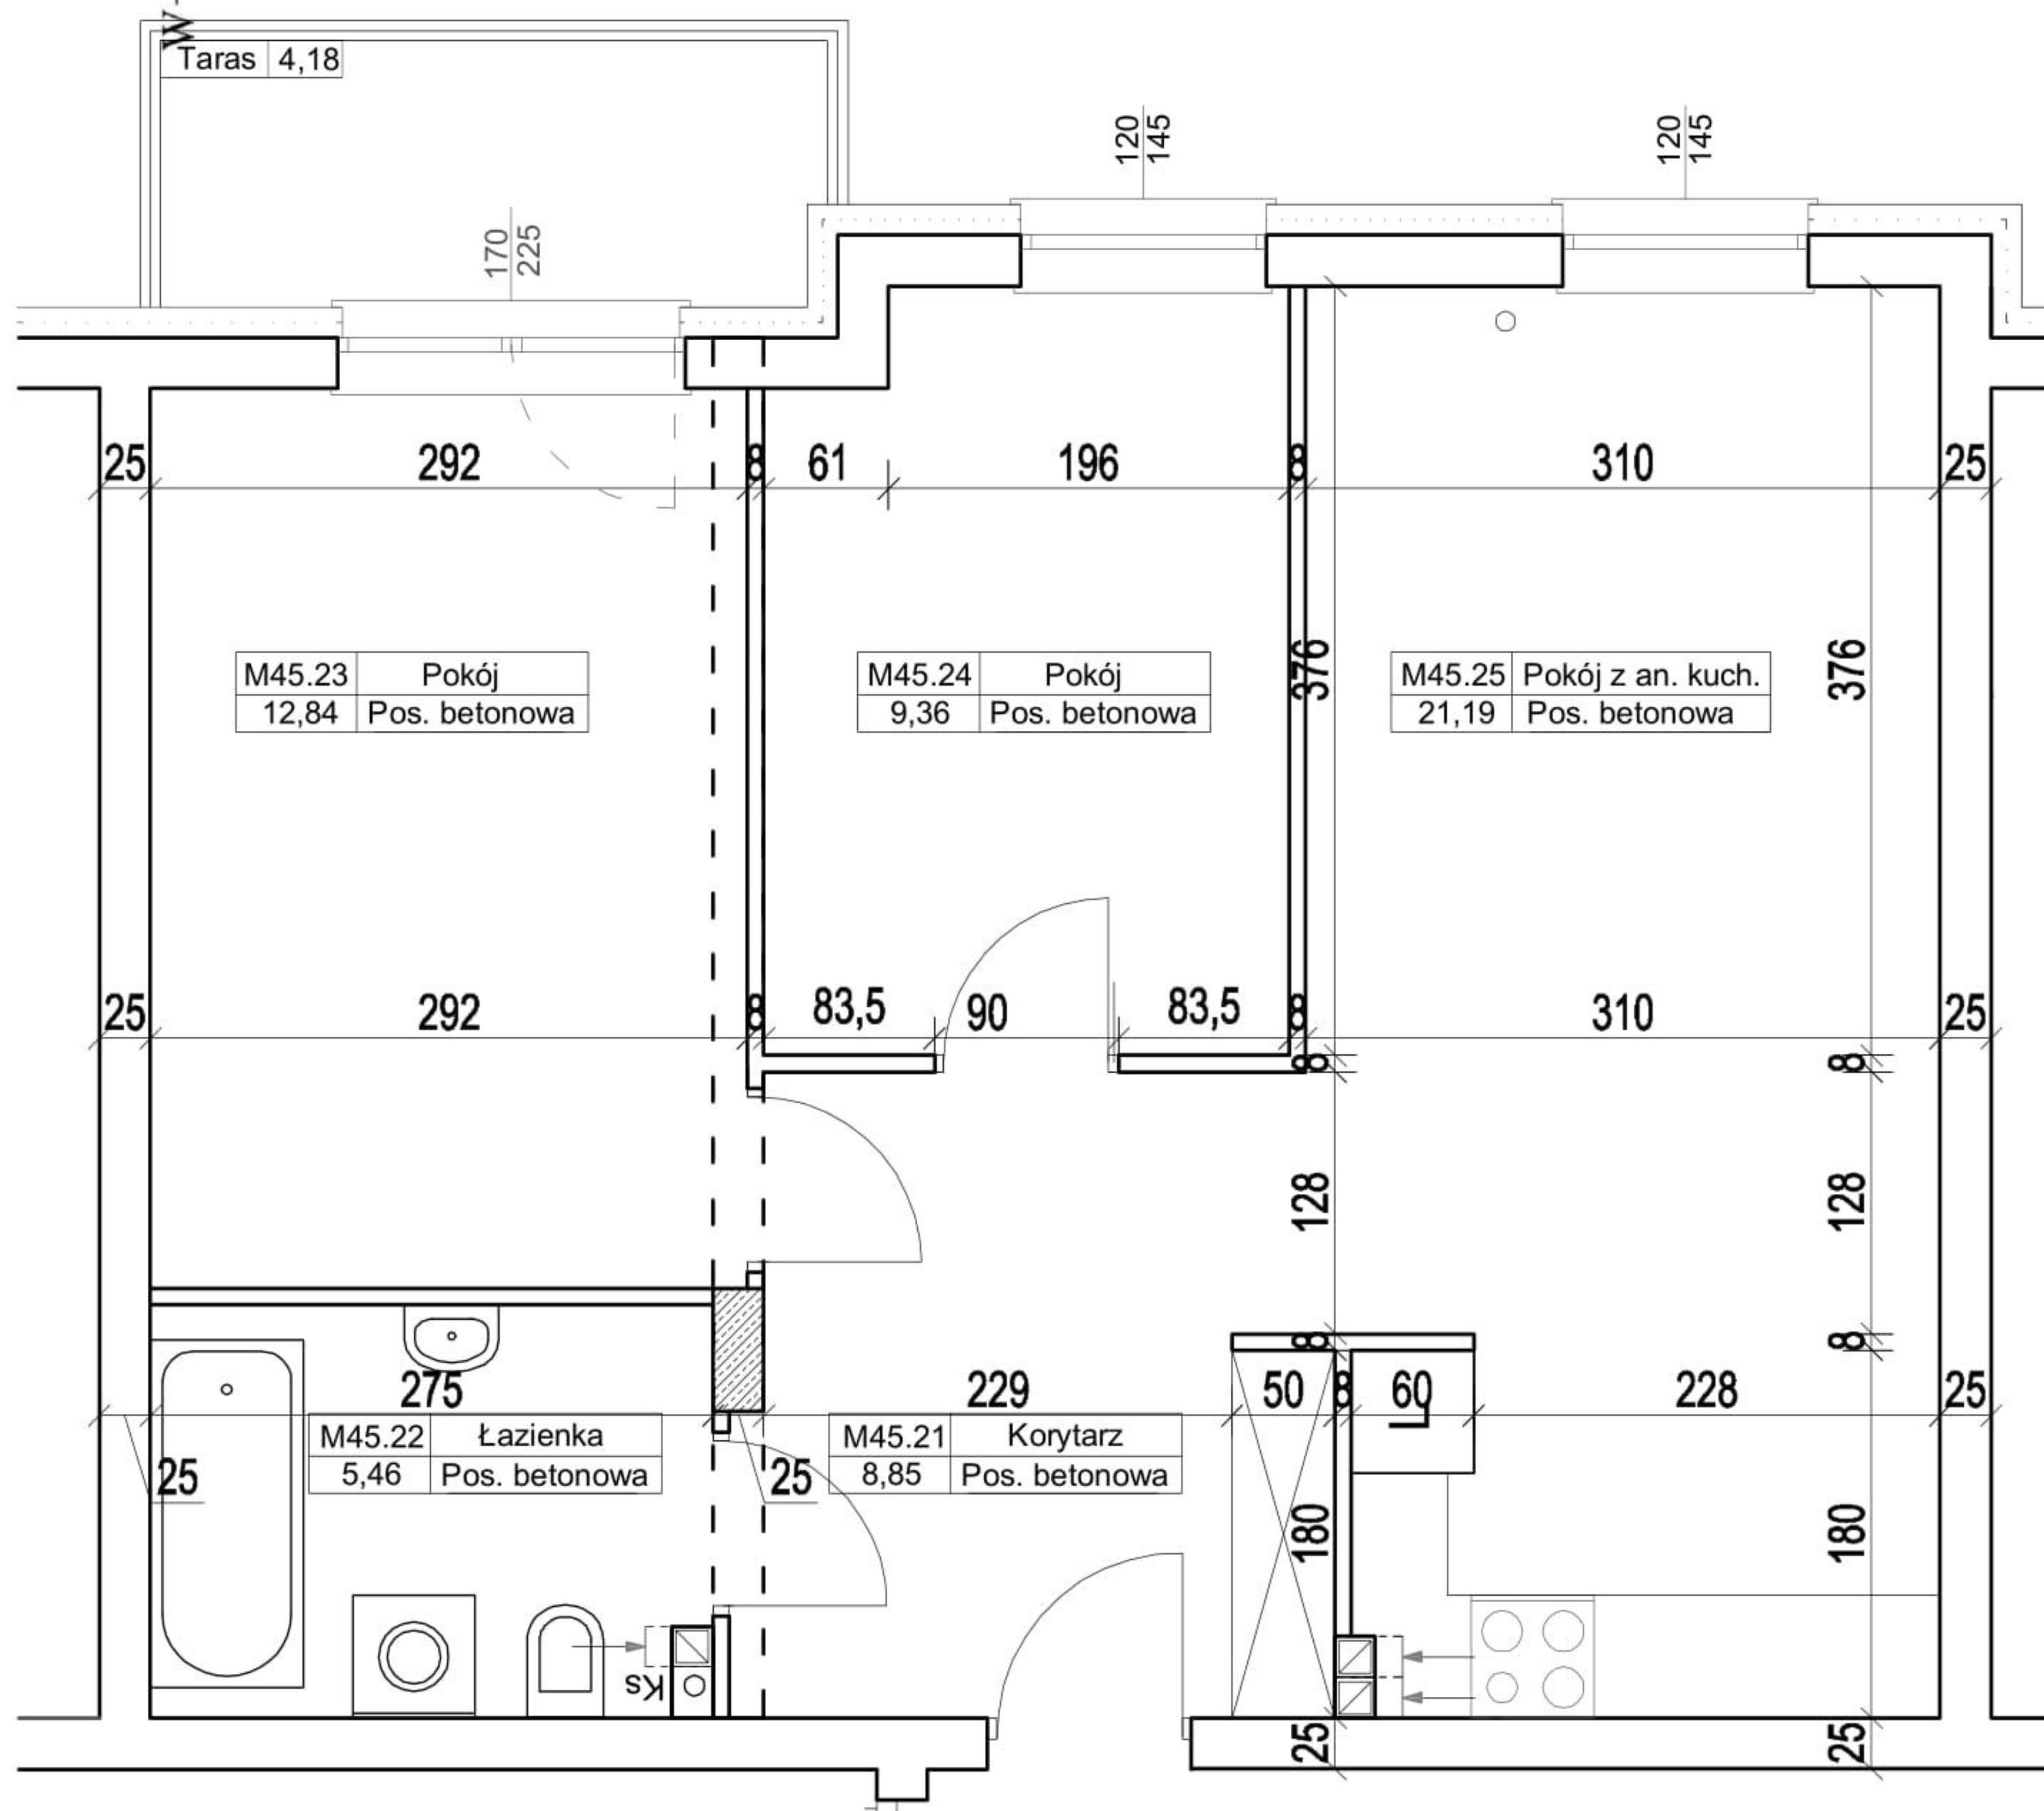 W-
Taras 4,18
120
145
120
145
170
225
25 292 8 61 196 8 310 25
M45.23 Pokój
12,84 Pos. betonowa
M45.24 Pokój
9,36 Pos. betonowa
376
M45.25 Pokój z an. kuch.
21,19 Pos. betonowa
376
25 292 8 83,5 90 83,5 8 310 25
8 8
128 128
8 8
275 229 50 8 60 228 25
L
M45.22 Łazienka
5,46 Pos. betonowa
M45.21 Korytarz
8,85 Pos. betonowa
25 25
180 180
Ks
25 25